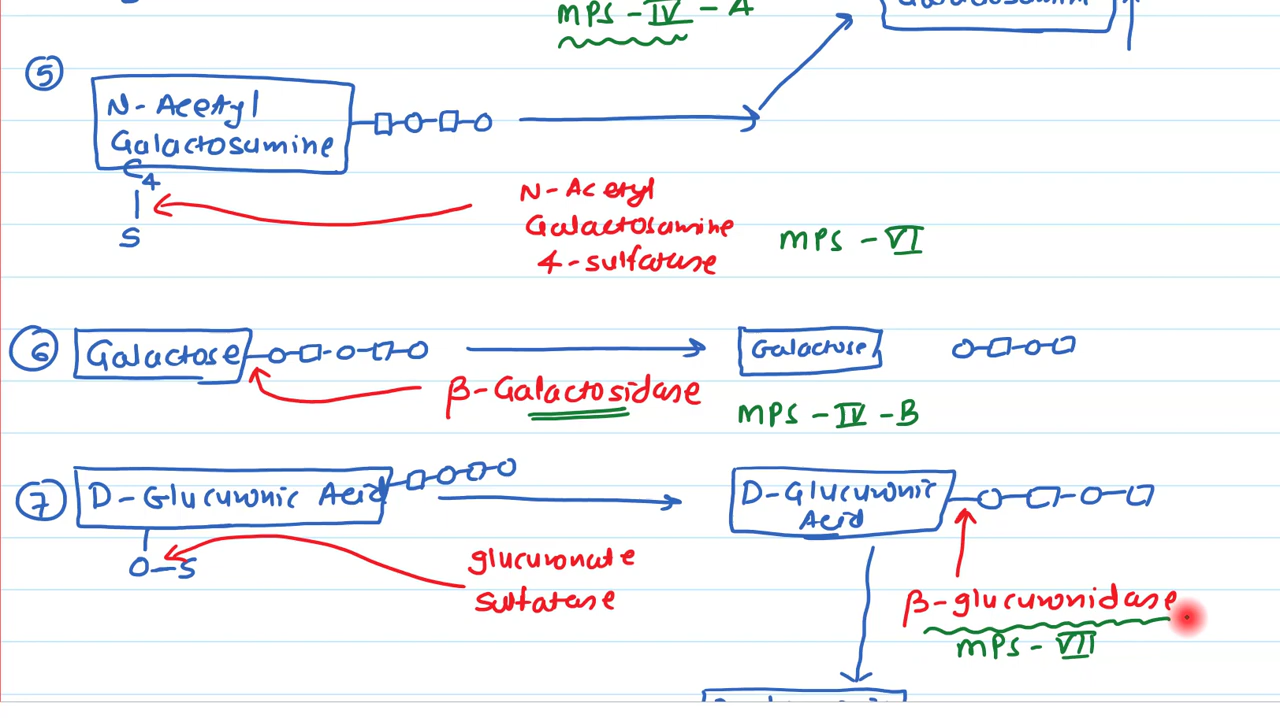 MPS - IV - A
Galactosamine
5
N-Acetyl
Galactosamine
4
S
N-Acetyl
Galactosamine
4-sulfatase
MPS - VI
6
Galactose
Galactose
β-Galactosidase
MPS - IV - B
7
D-Glucuronic Acid
D-Glucuronic
Acid
O-S
glucuronate
sulfatase
β-glucuronidase
MPS - VII